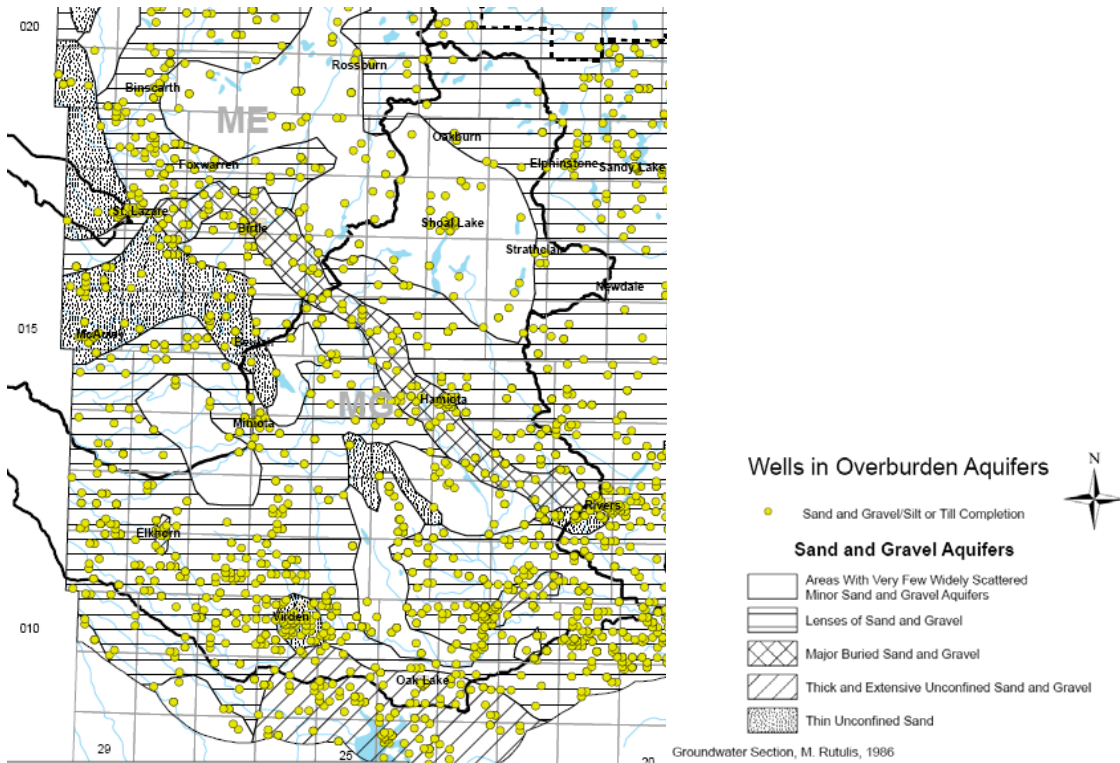 020
Rossburn
Binscarth
ME
Oakburn
Foxwarren
Elphinstone
Sandy Lake
St. Lazare
Birtle
Shoal Lake
Strathclair
Newdale
015
McAuley
Beulah
MG
Hamiota
Miniota
Rivers
Elkhorn
Virden
010
Oak Lake
29
25
20
Wells in Overburden Aquifers
N
Sand and Gravel/Silt or Till Completion
Sand and Gravel Aquifers
Areas With Very Few Widely Scattered
Minor Sand and Gravel Aquifers
Lenses of Sand and Gravel
Major Buried Sand and Gravel
Thick and Extensive Unconfined Sand and Gravel
Thin Unconfined Sand
Groundwater Section, M. Rutulis, 1986